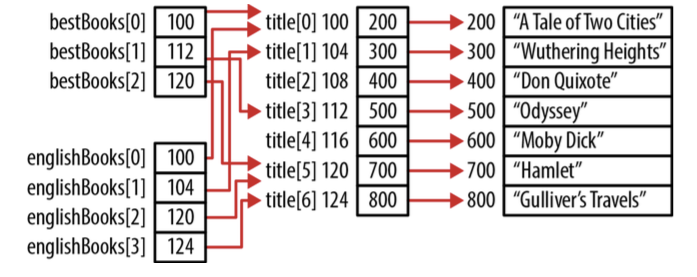 bestBooks[0] 100 title[0] 100 200 200 "A Tale of Two Cities"
bestBooks[1] 112 title[1] 104 300 300 "Wuthering Heights"
bestBooks[2] 120 title[2] 108 400 400 "Don Quixote"
title[3] 112 500 500 "Odyssey"
title[4] 116 600 600 "Moby Dick"
englishBooks[0] 100 title[5] 120 700 700 "Hamlet"
englishBooks[1] 104 title[6] 124 800 800 "Gulliver's Travels"
englishBooks[2] 120
englishBooks[3] 124